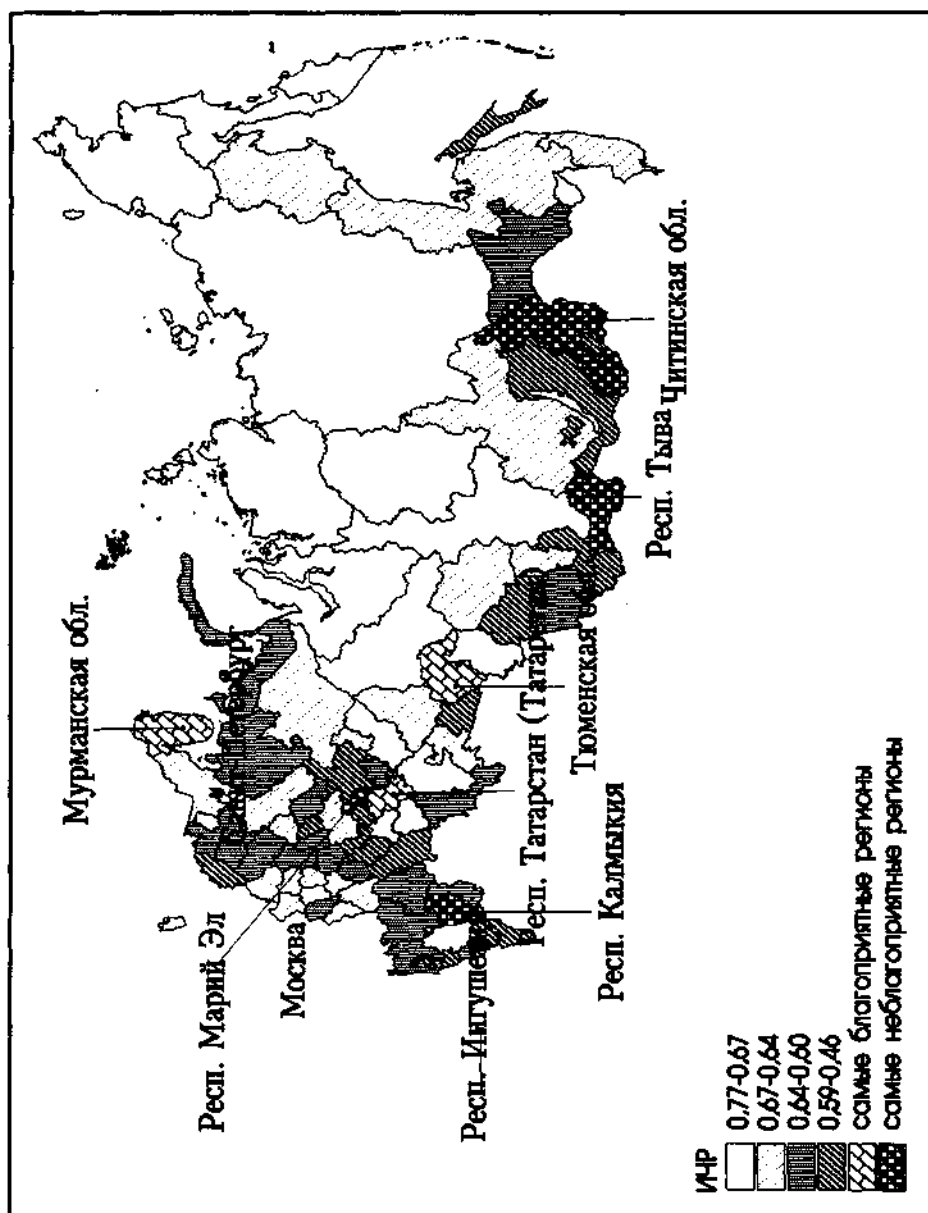 Мурманская обл.
Респ. Марий Эл
Москва
Респ. Ингуше
Респ. Татарстан (Татар
Респ. Калмыкия
Тюменская
Респ. Тыва
Читинская обл.
ИЧР
0,77-0,67
0,67-0,64
0,64-0,60
0,59-0,46
самые благоприятные регионы
самые неблагоприятные регионы